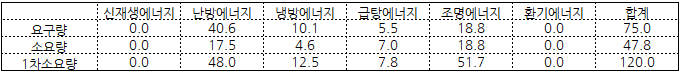 신재생에너지 난방에너지 냉방에너지 급탕에너지 조명에너지 환기에너지 합계
요구량 0.0 40.6 10.1 5.5 18.8 0.0 75.0
소요량 0.0 17.5 4.6 7.0 18.8 0.0 47.8
1차소요량 0.0 48.0 12.5 7.8 51.7 0.0 120.0